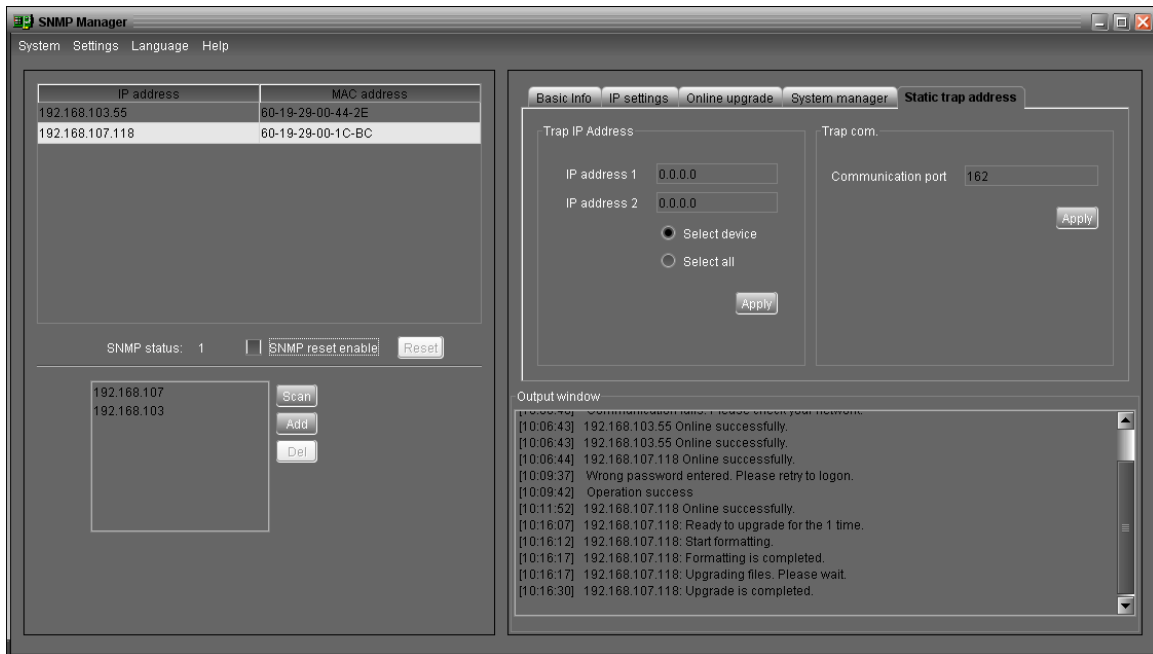 SNMP Manager
System Settings Language Help
IP address MAC address
192.168.103.55 60-19-29-00-44-2E
192.168.107.118 60-19-29-00-1C-BC
SNMP status: 1 SNMP reset enable Reset
192.168.107
192.168.103
Scan
Add
Del
Basic Info IP settings Online upgrade System manager Static trap address
Trap IP Address
IP address 1 0.0.0.0
IP address 2 0.0.0.0
Select device
Select all
Apply
Trap com.
Communication port 162
Apply
Output window
Communication fails. Please check your network.
[10:06:43] 192.168.103.55 Online successfully.
[10:06:43] 192.168.103.55 Online successfully.
[10:06:44] 192.168.107.118 Online successfully.
[10:09:37] Wrong password entered. Please retry to logon.
[10:09:42] Operation success
[10:11:52] 192.168.107.118 Online successfully.
[10:16:07] 192.168.107.118: Ready to upgrade for the 1 time.
[10:16:12] 192.168.107.118: Start formatting.
[10:16:17] 192.168.107.118: Formatting is completed.
[10:16:17] 192.168.107.118: Upgrading files. Please wait.
[10:16:30] 192.168.107.118: Upgrade is completed.